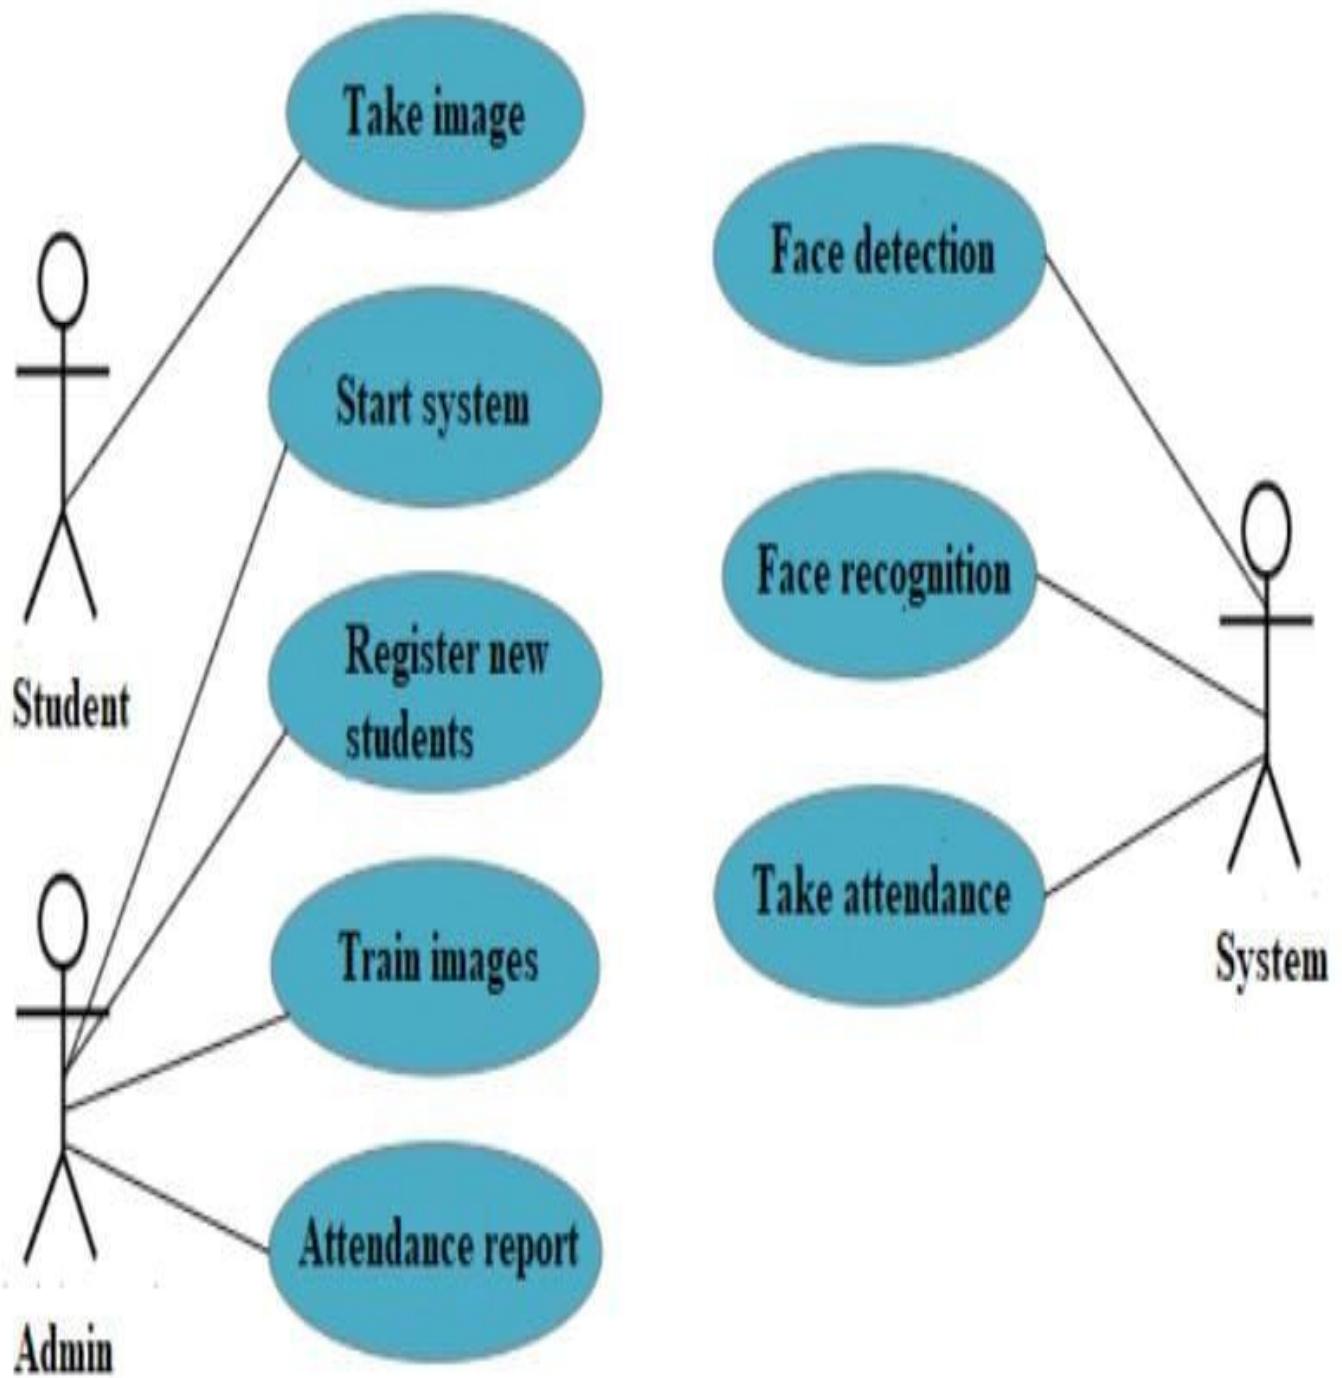 Take image
Face detection
Start system
Face recognition
Register new
students
Student
Take attendance
Train images
System
Attendance report
Admin